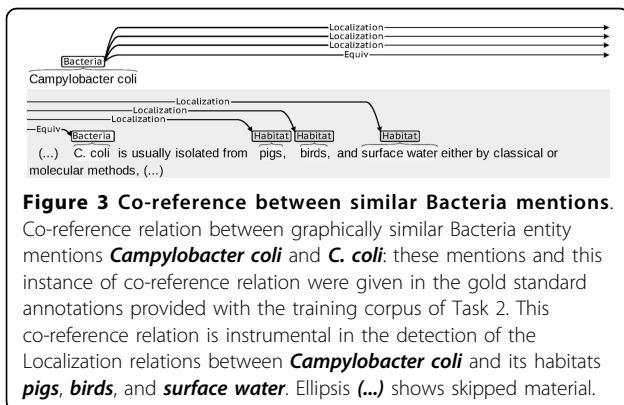 Localization
Localization
Localization
Bacteria Equiv
Campylobacter coli
Localization
Localization
Localization
Equiv Bacteria Habitat Habitat Habitat
(...) C. coli is usually isolated from pigs, birds, and surface water either by classical or
molecular methods, (...)
Figure 3 Co-reference between similar Bacteria mentions.
Co-reference relation between graphically similar Bacteria entity
mentions Campylobacter coli and C. coli: these mentions and this
instance of co-reference relation were given in the gold standard
annotations provided with the training corpus of Task 2. This
co-reference relation is instrumental in the detection of the
Localization relations between Campylobacter coli and its habitats
pigs, birds, and surface water. Ellipsis (...) shows skipped material.